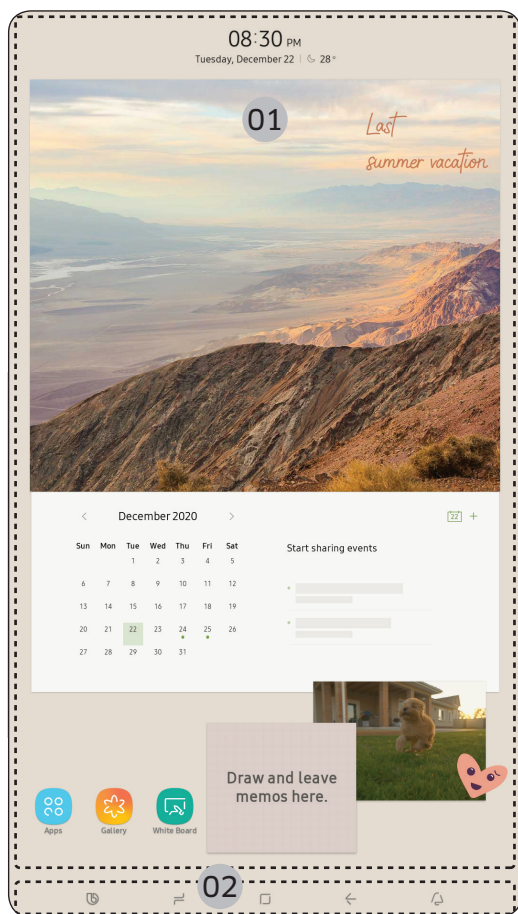 08:30 PM
Tuesday, December 22 | 28°
01
Last
summer vacation
December 2020
22 +
Sun Mon Tue Wed Thu Fri Sat
1 2 3 4 5
6 7 8 9 10 11 12
13 14 15 16 17 18 19
20 21 22 23 24 25 26
27 28 29 30 31
Start sharing events
Draw and leave
memos here.
Apps Gallery White Board
02